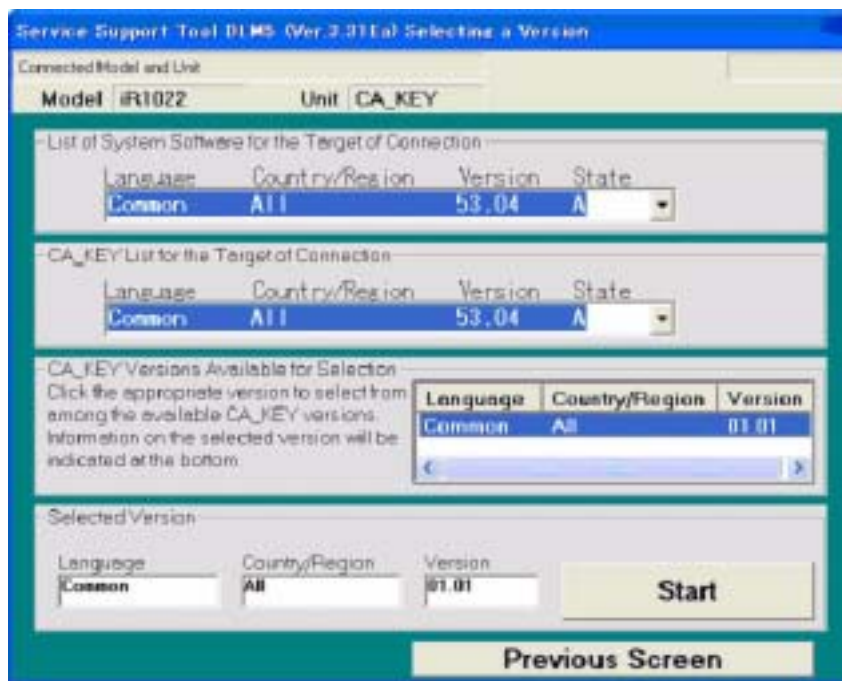 Service Support Tool DLM5 (Ver.3.31Ea) Selecting a Version
Connected Model and Unit
Model iR1022 Unit CA_KEY
List of System Software for the Target of Connection
Language Country/Region Version State
Common All 53.04 A
CA_KEY List for the Target of Connection
Language Country/Region Version State
Common All 53.04 A
CA_KEY Versions Available for Selection
Click the appropriate version to select from
among the available CA_KEY versions.
Information on the selected version will be
indicated at the bottom
Language Country/Region Version
Common All 01.01
Selected Version
Language Country/Region Version
Common All 01.01
Start
Previous Screen